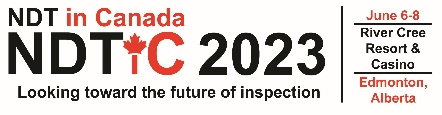 NDT in Canada
NDTiC 2023
Looking toward the future of inspection
June 6-8
River Cree
Resort &
Casino
Edmonton,
Alberta